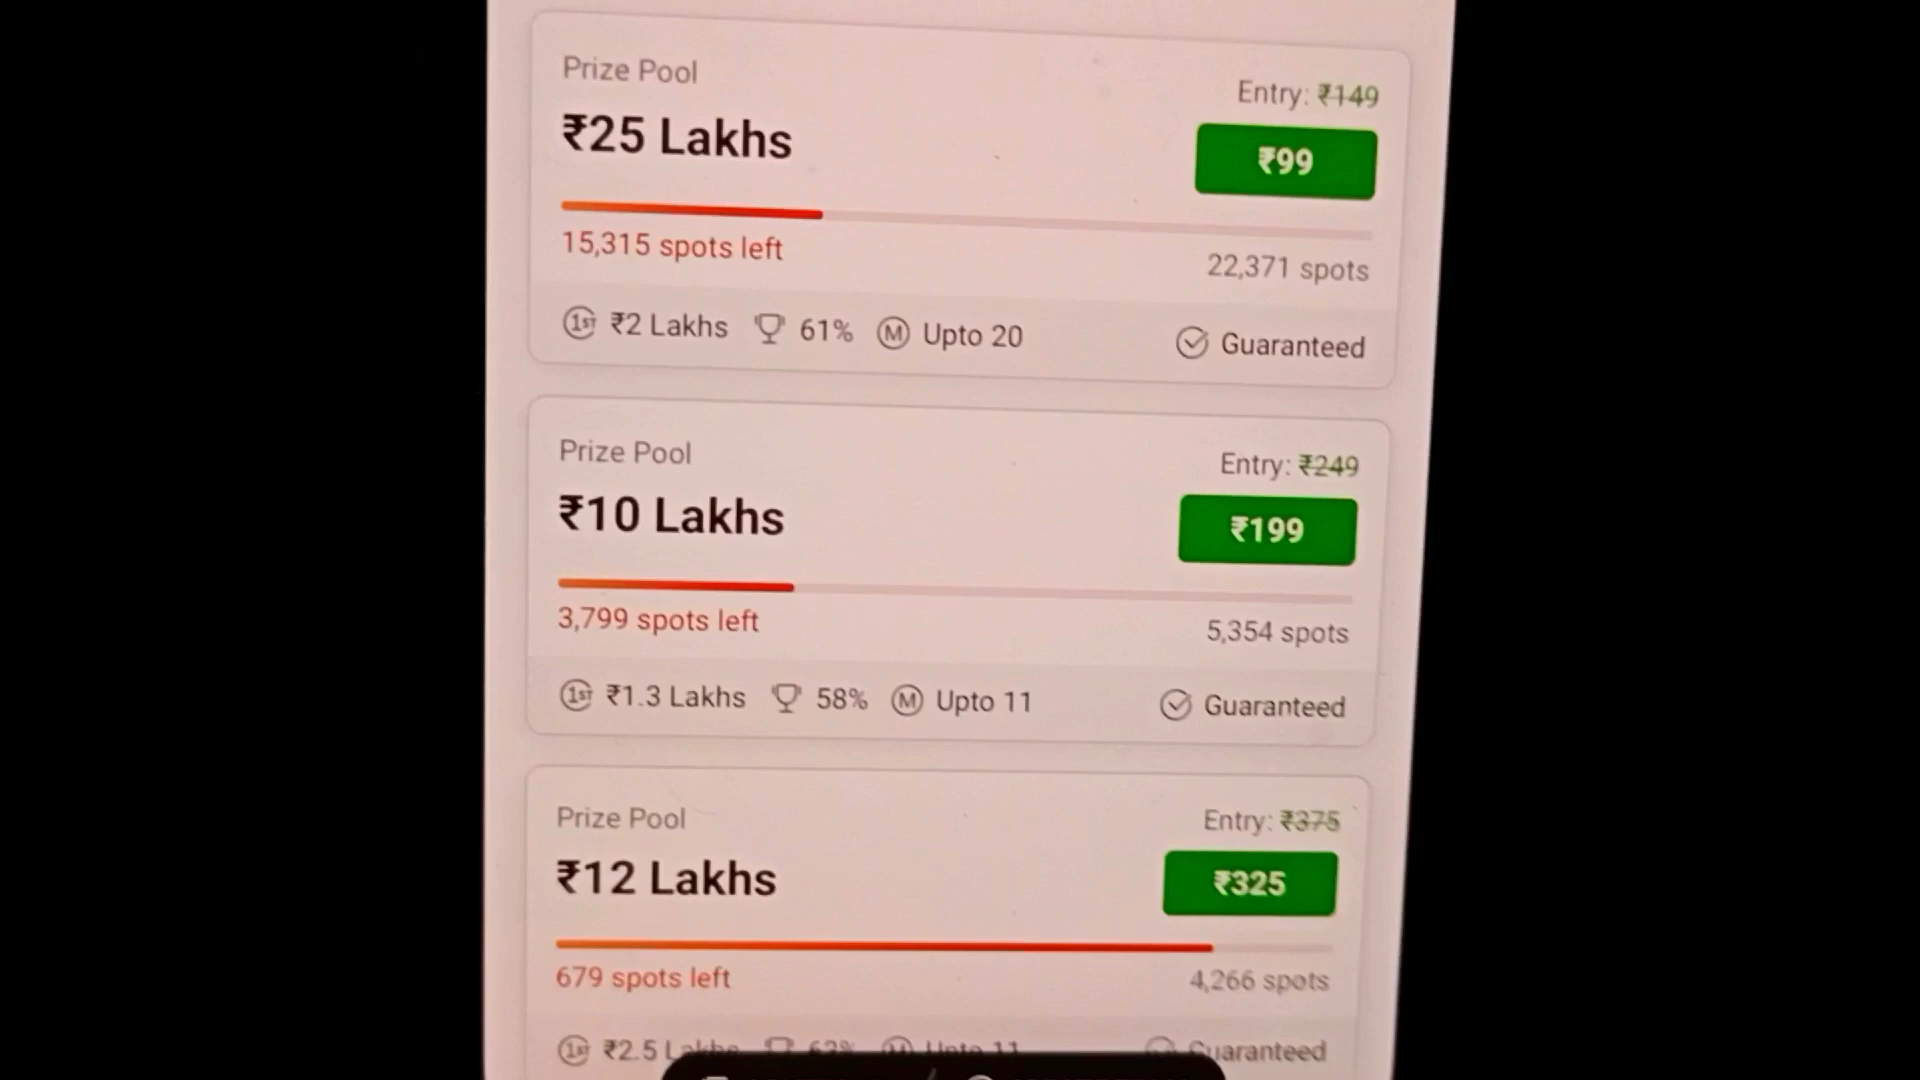 Prize Pool
Entry: ₹149
₹25 Lakhs
₹99
15,315 spots left
22,371 spots
1ST ₹2 Lakhs 61% M Upto 20 Guaranteed
Prize Pool
Entry: ₹249
₹10 Lakhs
₹199
3,799 spots left
5,354 spots
1ST ₹1.3 Lakhs 58% M Upto 11 Guaranteed
Prize Pool
Entry: ₹375
₹12 Lakhs
₹325
679 spots left
4,266 spots
1ST ₹2.5 Lakhs 63% M Upto 11 Guaranteed